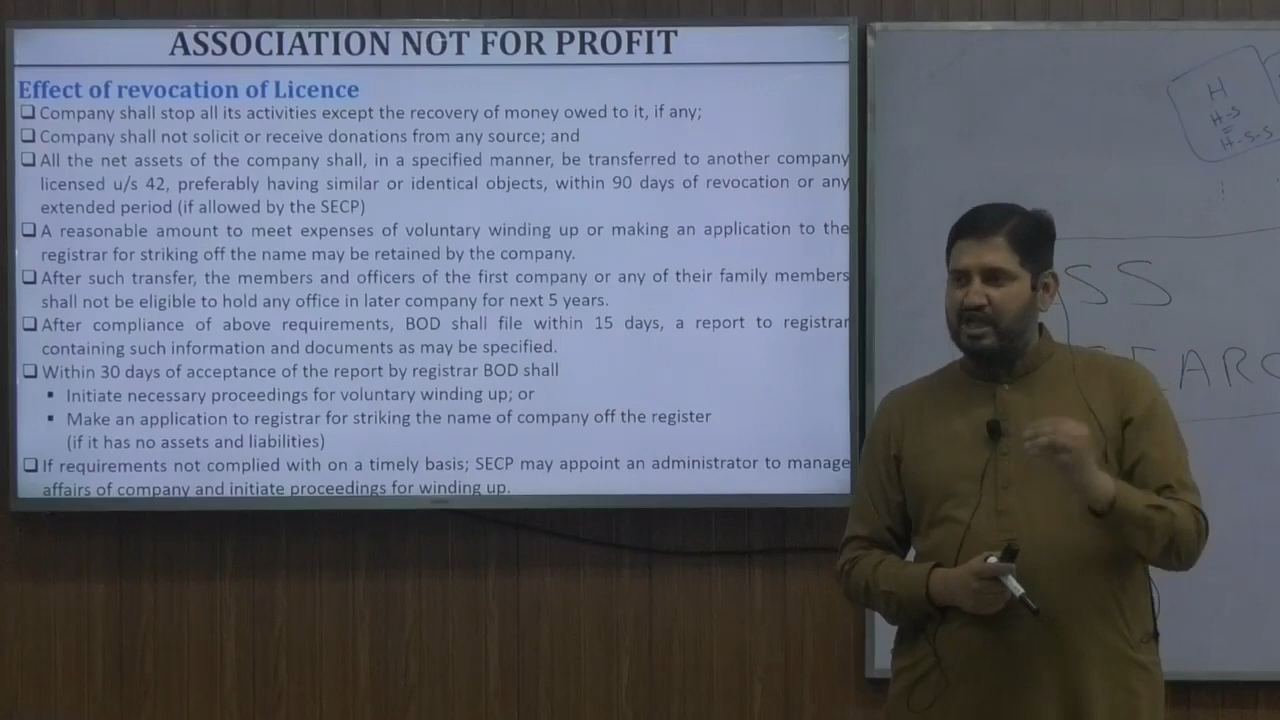 ASSOCIATION NOT FOR PROFIT
Effect of revocation of Licence
❑ Company shall stop all its activities except the recovery of money owed to it, if any;
❑ Company shall not solicit or receive donations from any source; and
❑ All the net assets of the company shall, in a specified manner, be transferred to another company
licensed u/s 42, preferably having similar or identical objects, within 90 days of revocation or any
extended period (if allowed by the SECP)
❑ A reasonable amount to meet expenses of voluntary winding up or making an application to the
registrar for striking off the name may be retained by the company.
❑ After such transfer, the members and officers of the first company or any of their family members
shall not be eligible to hold any office in later company for next 5 years.
❑ After compliance of above requirements, BOD shall file within 15 days, a report to registrar
containing such information and documents as may be specified.
❑ Within 30 days of acceptance of the report by registrar BOD shall
▪ Initiate necessary proceedings for voluntary winding up; or
▪ Make an application to registrar for striking the name of company off the register
(if it has no assets and liabilities)
❑ If requirements not complied with on a timely basis; SECP may appoint an administrator to manage
affairs of company and initiate proceedings for winding up.
H
H-S
H-S-S
SS
EARC